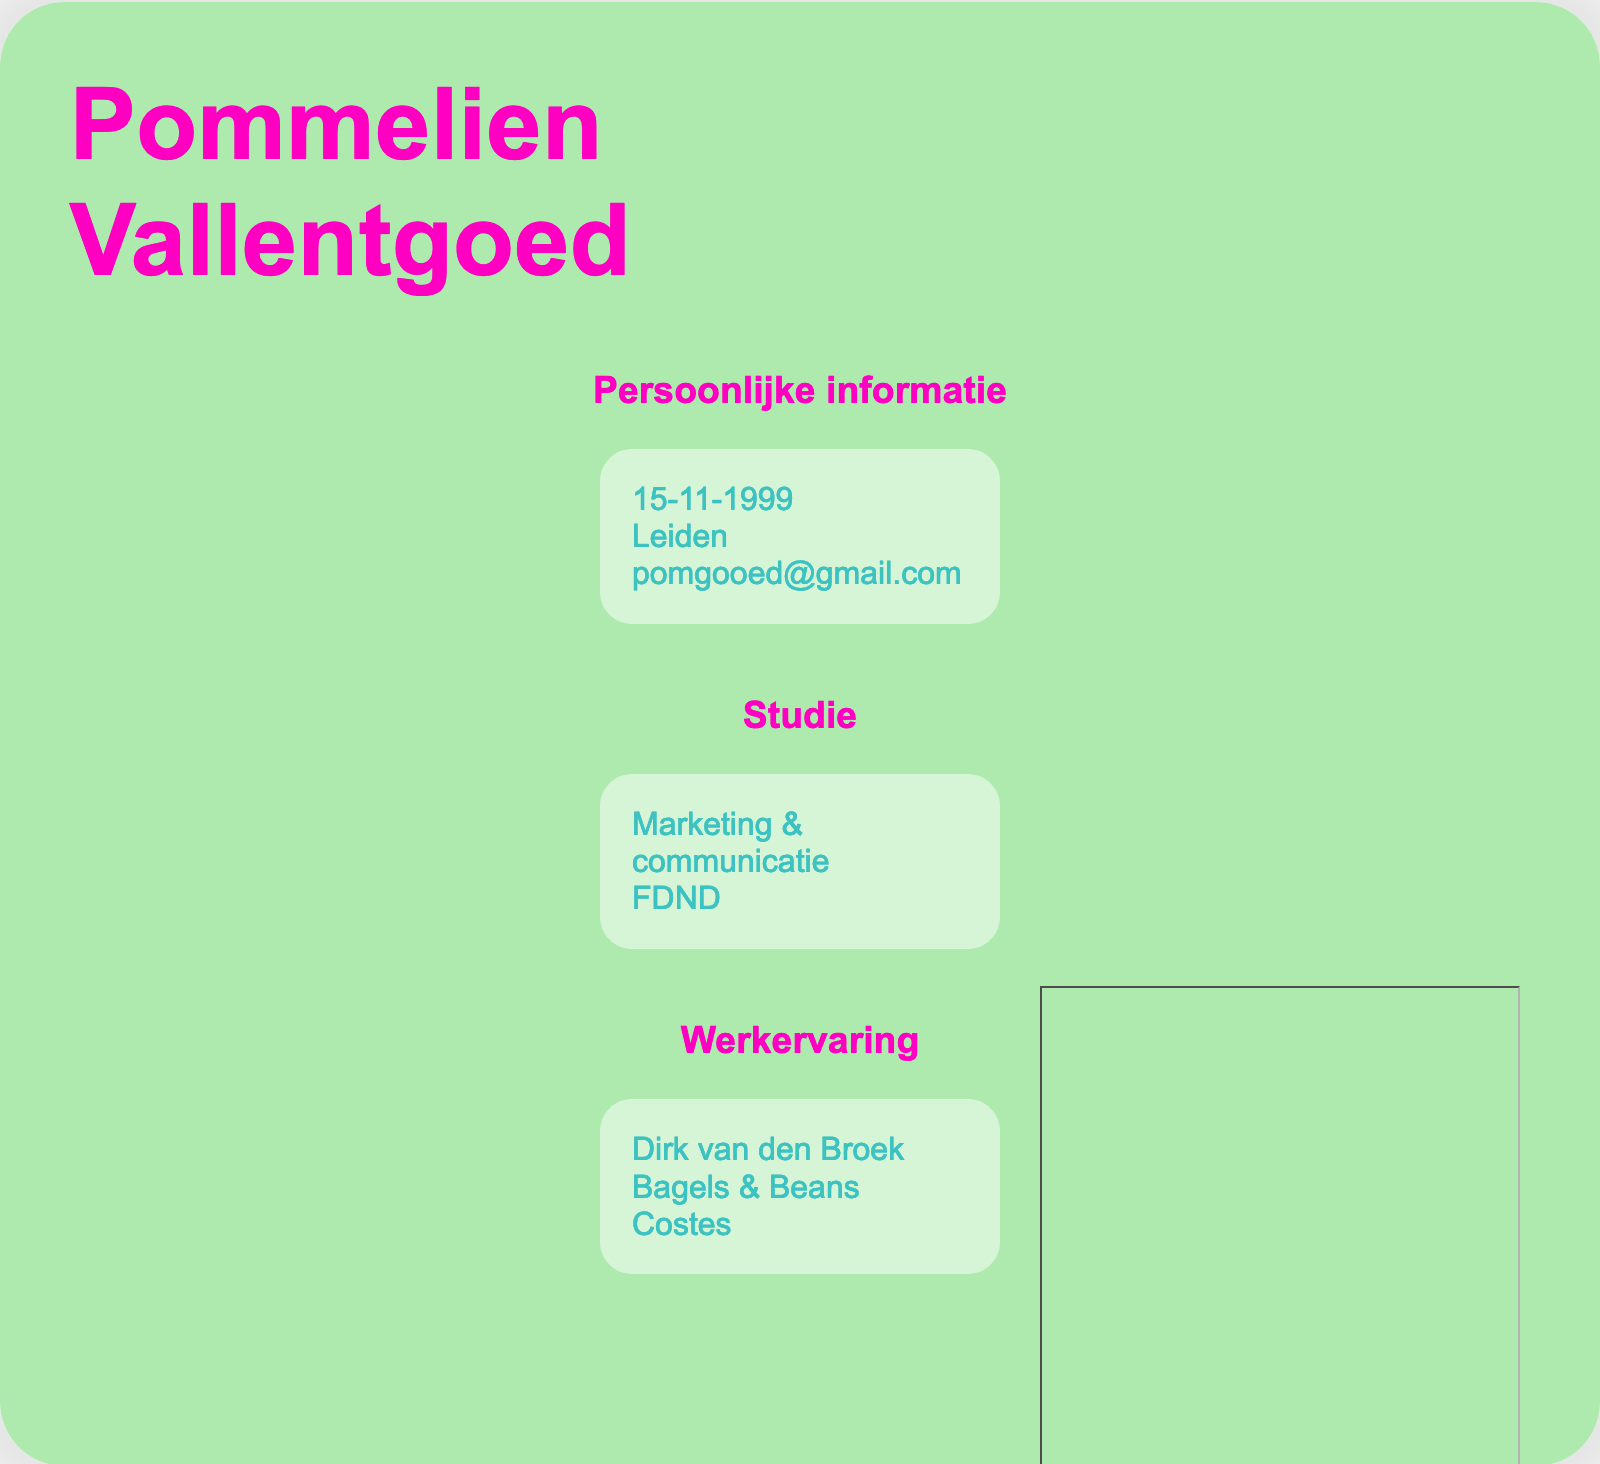 Pommelien
Vallentgoed
Persoonlijke informatie
15-11-1999
Leiden
pomgooed@gmail.com
Studie
Marketing &
communicatie
FDND
Werkervaring
Dirk van den Broek
Bagels & Beans
Costes